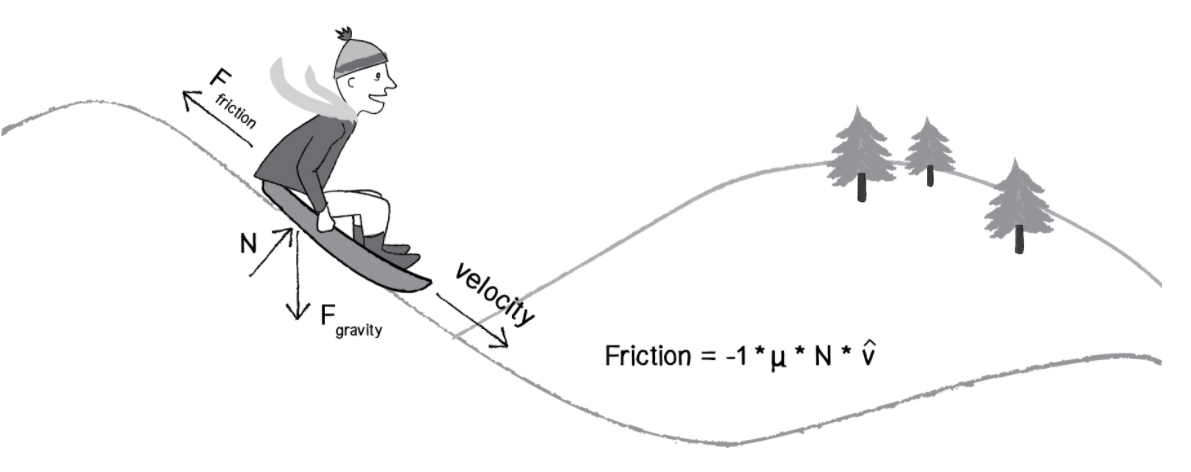 F friction
N
F gravity
velocity
Friction = -1 * μ * N * v̂